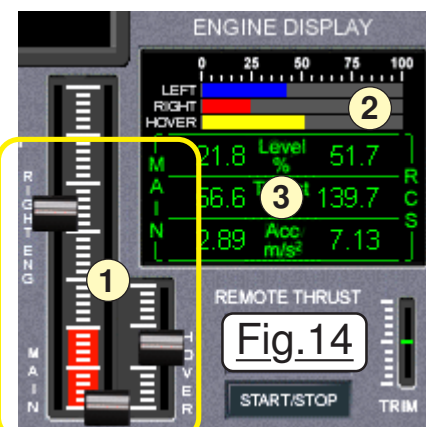 ENGINE DISPLAY
0 25 50 75 100
LEFT
RIGHT
HOVER
2
MAIN
21.8 Level % 51.7
56.6 3 139.7
2.89 Acc m/s² 7.13
RCS
RIGHT ENG
1
MAIN
HOVER
REMOTE THRUST
Fig.14
START/STOP
TRIM